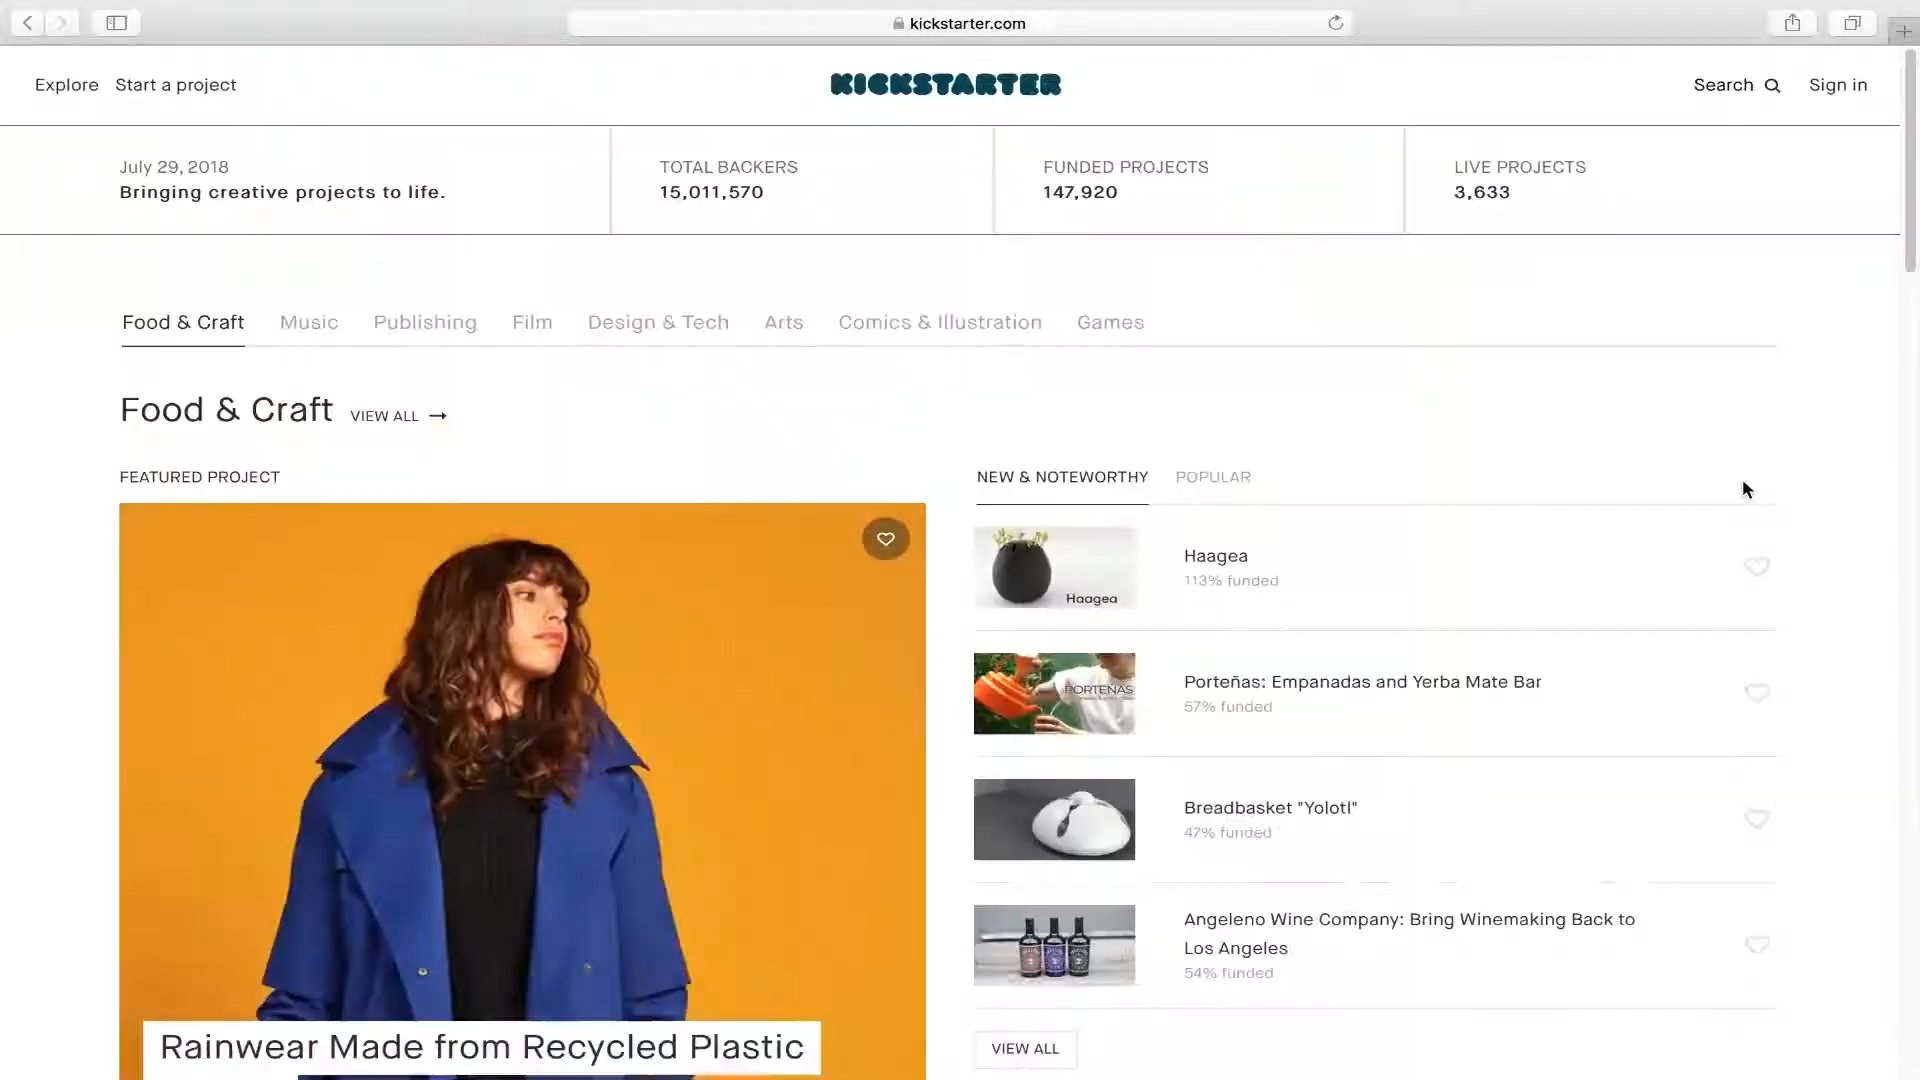 kickstarter.com
Explore
Start a project
KICKSTARTER
Search
Sign in
July 29, 2018
Bringing creative projects to life.
TOTAL BACKERS
15,011,570
FUNDED PROJECTS
147,920
LIVE PROJECTS
3,633
Food & Craft
Music
Publishing
Film
Design & Tech
Arts
Comics & Illustration
Games
Food & Craft
VIEW ALL →
FEATURED PROJECT
Rainwear Made from Recycled Plastic
NEW & NOTEWORTHY
POPULAR
Haagea
Haagea
113% funded
PORTEÑAS
Porteñas: Empanadas and Yerba Mate Bar
57% funded
Breadbasket "Yolotl"
47% funded
Angeleno Wine Company: Bring Winemaking Back to
Los Angeles
54% funded
VIEW ALL